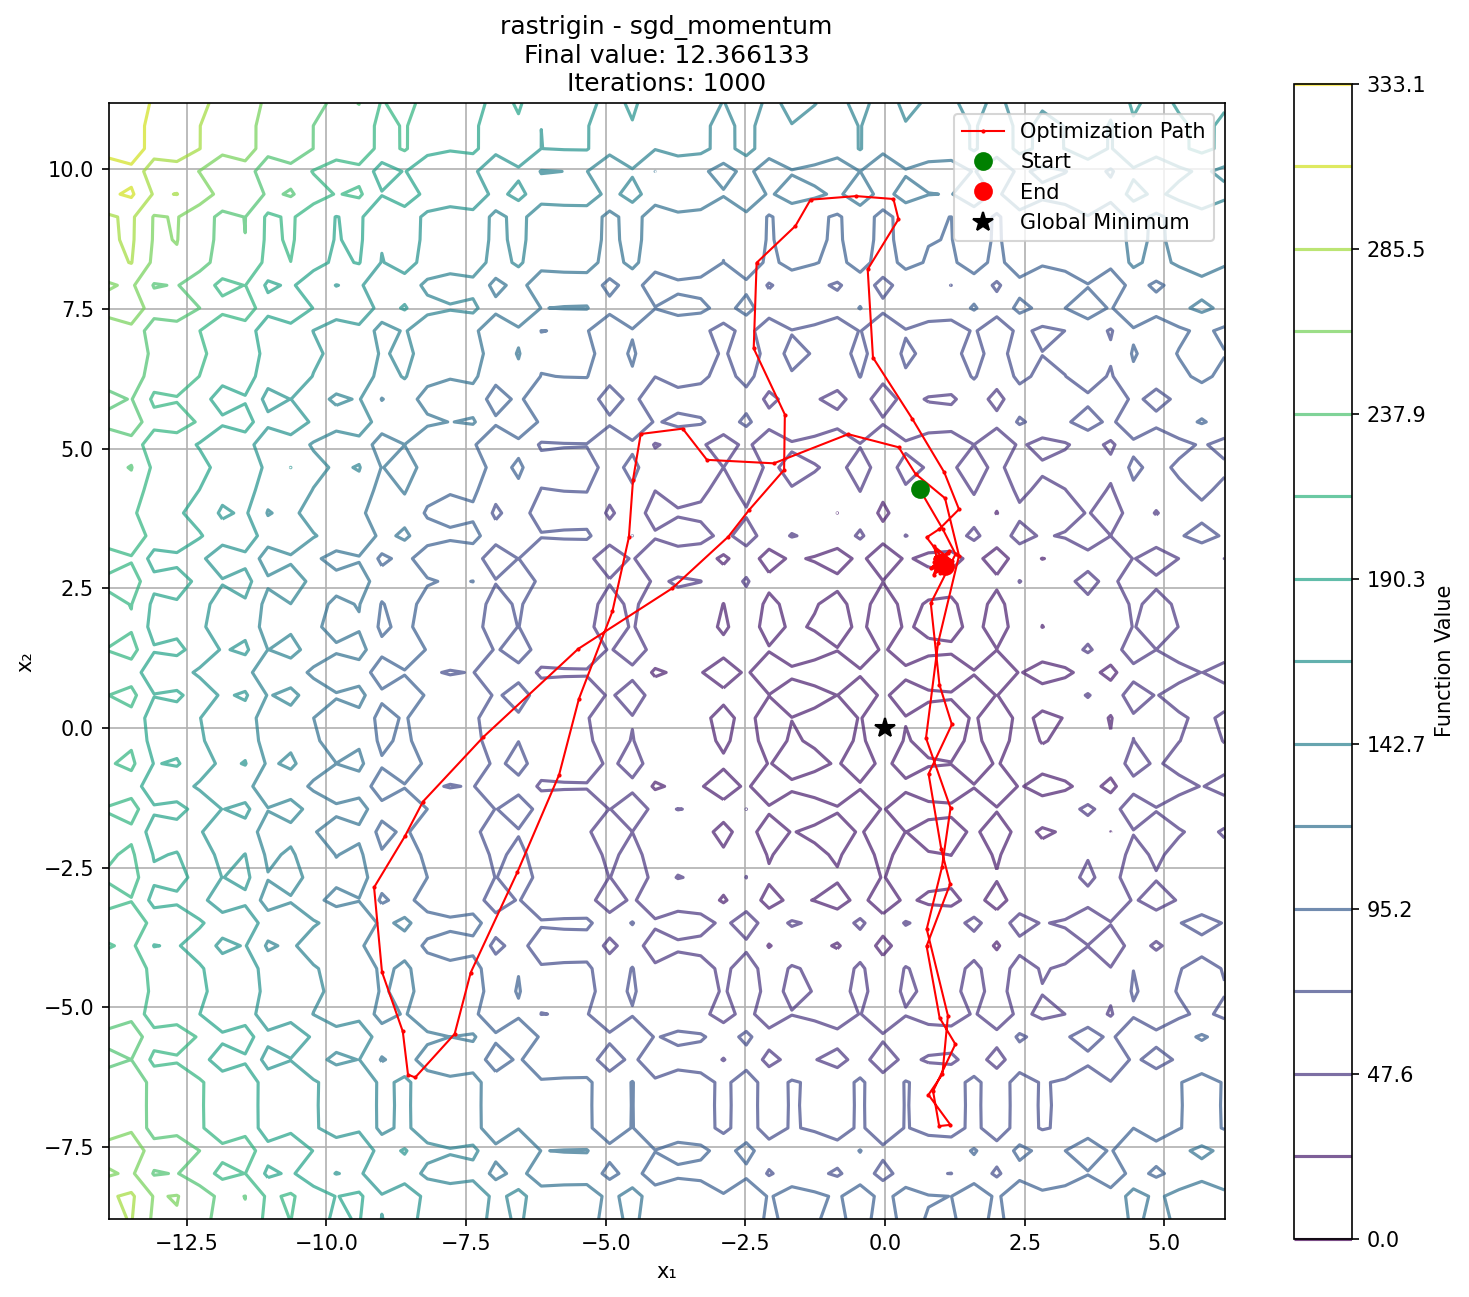 rastrigin - sgd_momentum
Final value: 12.366133
Iterations: 1000
Optimization Path
Start
End
Global Minimum
10.0
7.5
5.0
2.5
0.0
−2.5
−5.0
−7.5
x₂
−12.5
−10.0
−7.5
−5.0
−2.5
0.0
2.5
5.0
x₁
333.1
285.5
237.9
190.3
142.7
95.2
47.6
0.0
Function Value